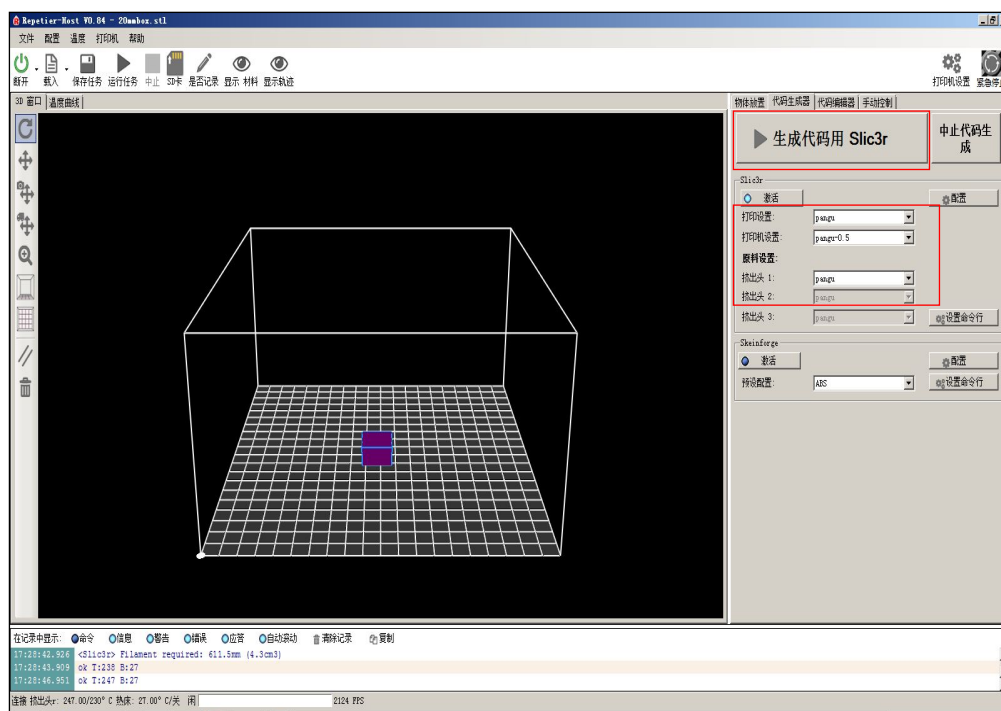 Repetier-Host V0.84 - 20mmbox.stl
文件 配置 温度 打印机 帮助
断开 载入 保存任务 运行任务 中止 SD卡 是否记录 显示 材料 显示轨迹 打印机设置 紧急停
3D 窗口 温度曲线
物体放置 代码生成器 代码编辑器 手动控制
生成代码用 Slic3r
中止代码生
成
Slic3r
激活 配置
打印设置: pangu
打印机设置: pangu-0.5
原料设置:
挤出头 1: pangu
挤出头 2: pangu
挤出头 3: pangu 设置命令行
Skeinforge
激活 配置
预设配置: ABS 设置命令行
在记录中显示: 命令 信息 警告 错误 应答 自动滚动 清除记录 复制
17:28:42.926 <Slic3r> Filament required: 611.5mm (4.3cm3)
17:28:43.909 ok T:238 B:27
17:28:46.951 ok T:247 B:27
连接 挤出头r: 247.00/230° C 热床: 27.00° C/关 闲 2124 FPS